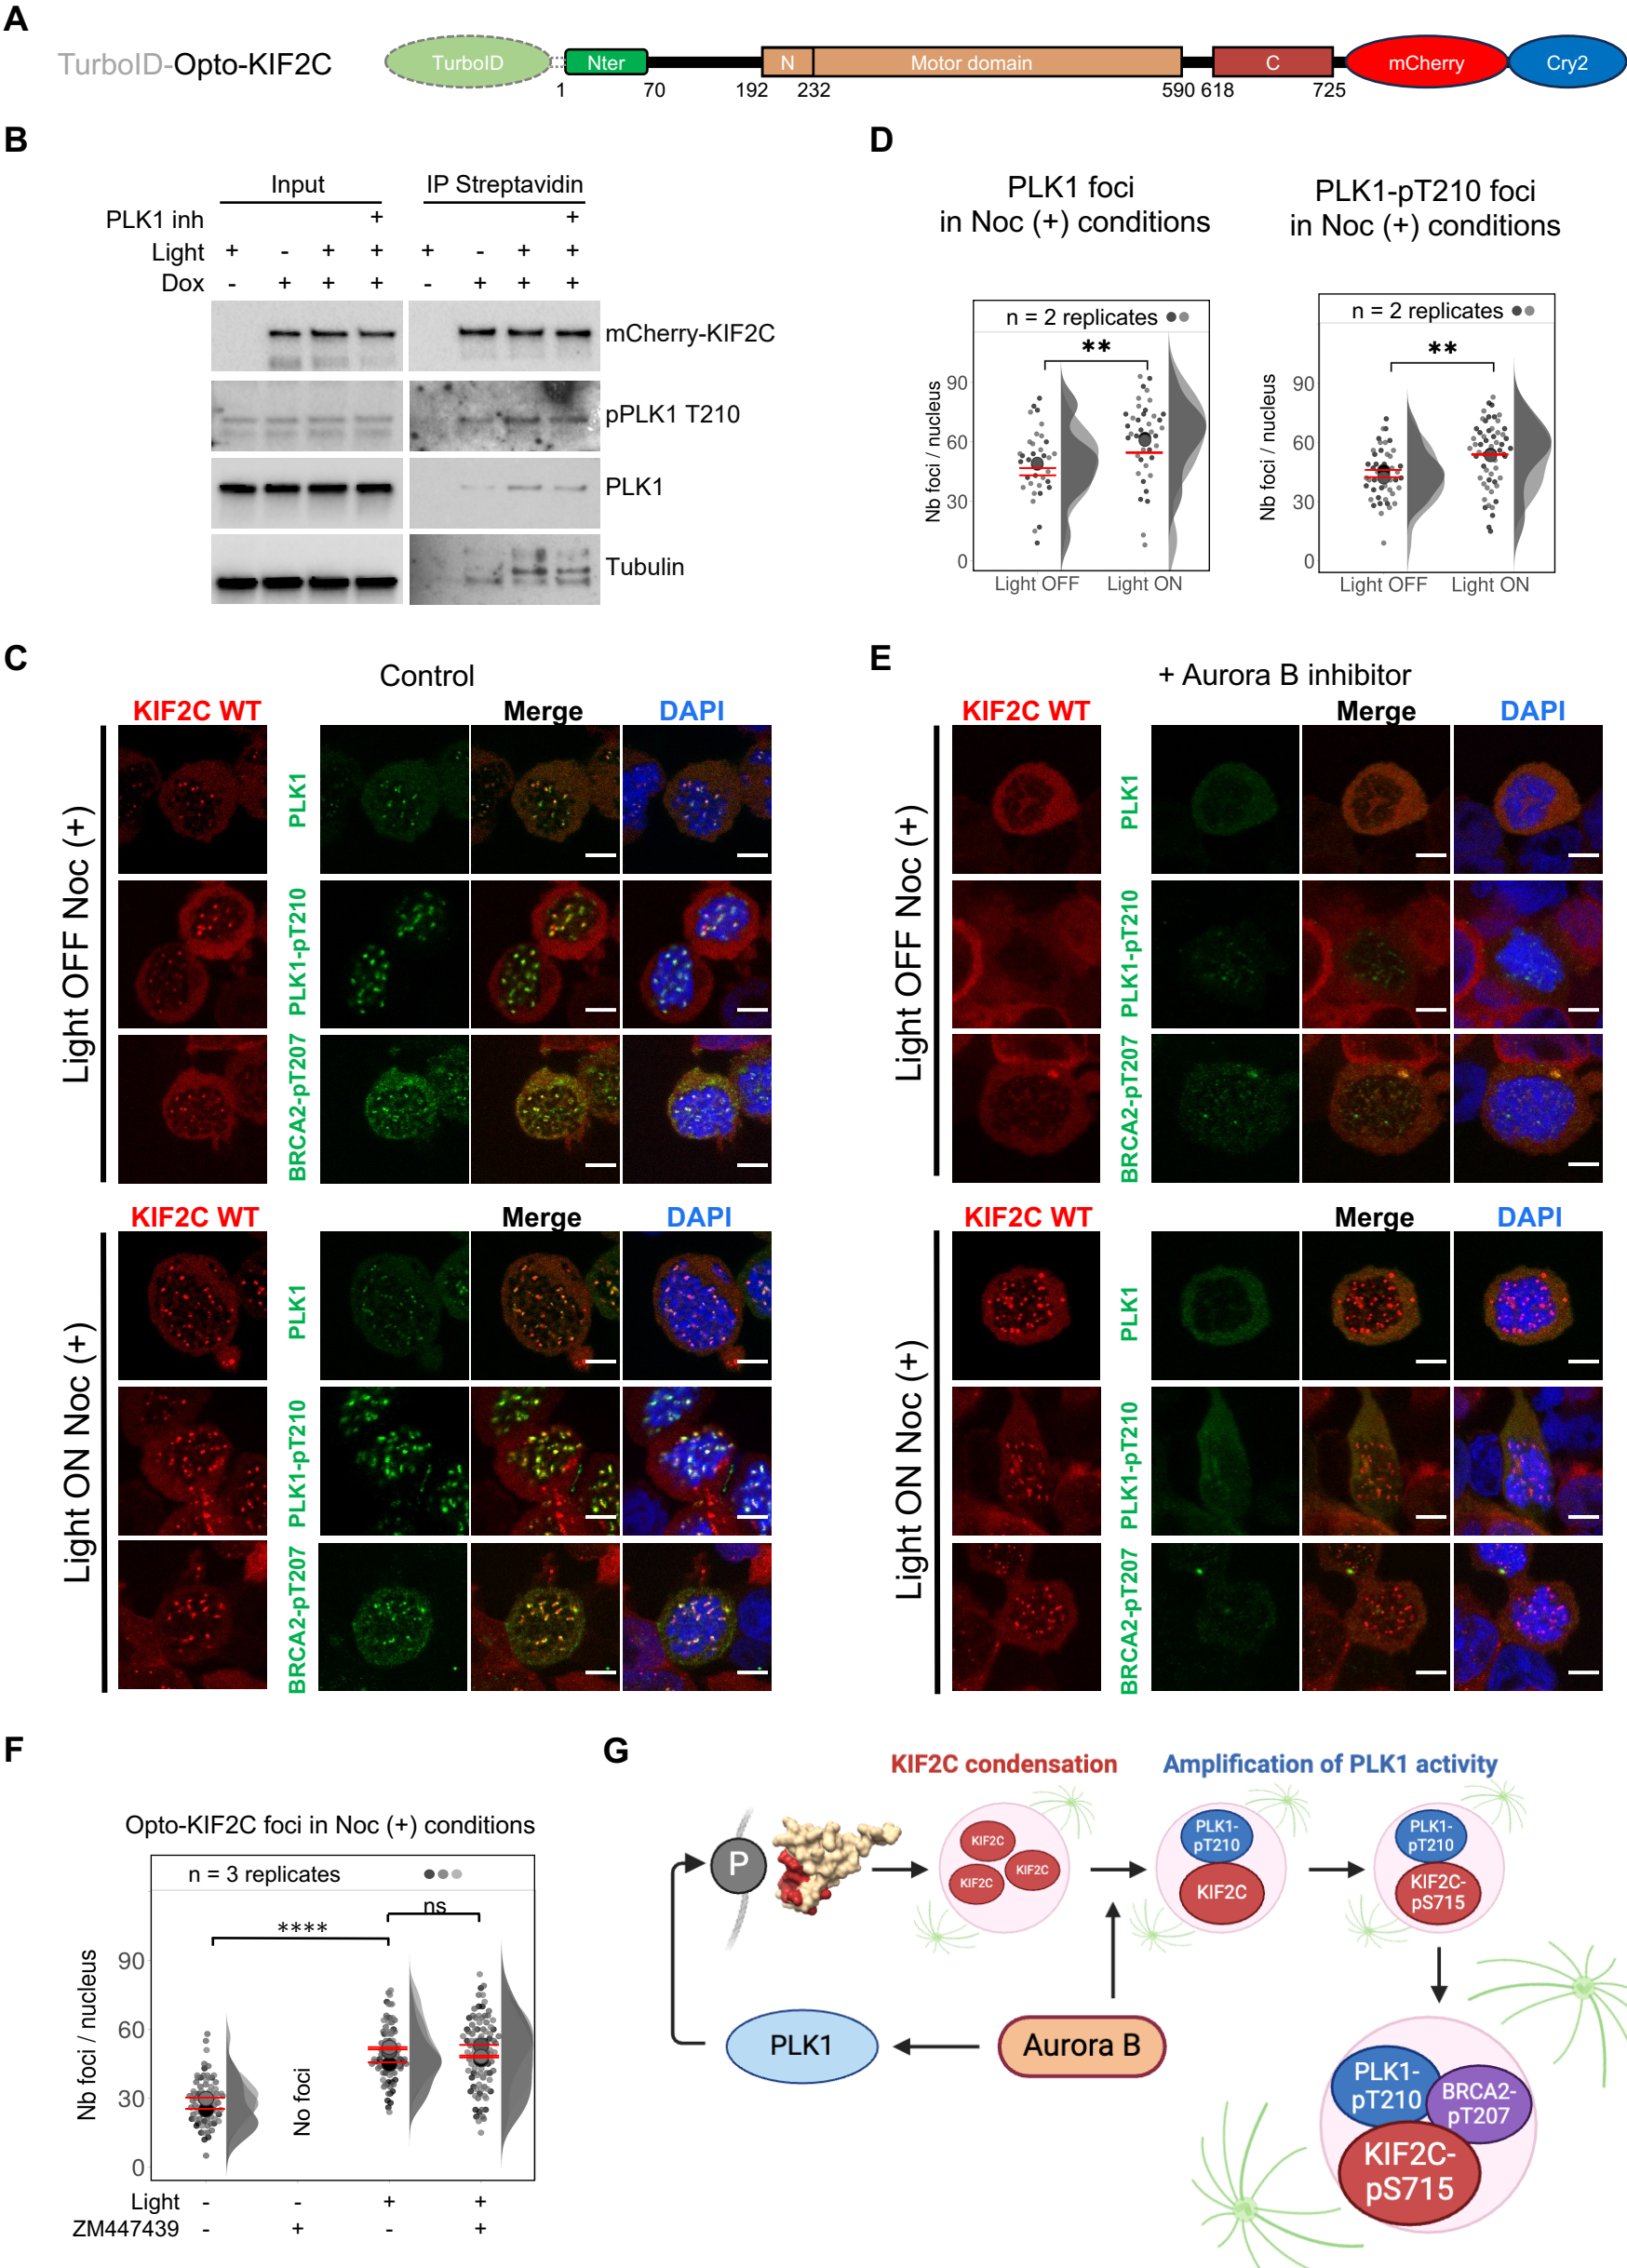 A
TurboID-Opto-KIF2C
TurboID
Nter
N
Motor domain
C
mCherry
Cry2
1
70
192
232
590
618
725
B
Input
IP Streptavidin
PLK1 inh
+
+
Light
+
-
+
+
+
-
+
+
Dox
-
+
+
+
-
+
+
+
mCherry-KIF2C
pPLK1 T210
PLK1
Tubulin
D
PLK1 foci
in Noc (+) conditions
n = 2 replicates
**
Nb foci / nucleus
90
60
30
0
Light OFF
Light ON
PLK1-pT210 foci
in Noc (+) conditions
n = 2 replicates
**
Nb foci / nucleus
90
60
30
0
Light OFF
Light ON
C
Control
KIF2C WT
Merge
DAPI
Light OFF Noc (+)
PLK1
PLK1-pT210
BRCA2-pT207
KIF2C WT
Merge
DAPI
Light ON Noc (+)
PLK1
PLK1-pT210
BRCA2-pT207
E
+ Aurora B inhibitor
KIF2C WT
Merge
DAPI
Light OFF Noc (+)
PLK1
PLK1-pT210
BRCA2-pT207
KIF2C WT
Merge
DAPI
Light ON Noc (+)
PLK1
PLK1-pT210
BRCA2-pT207
F
Opto-KIF2C foci in Noc (+) conditions
n = 3 replicates
****
ns
Nb foci / nucleus
90
60
30
0
No foci
Light
-
-
+
+
ZM447439
-
+
-
+
G
KIF2C condensation
Amplification of PLK1 activity
P
KIF2C
KIF2C
KIF2C
PLK1-
pT210
KIF2C
PLK1-
pT210
KIF2C-
pS715
PLK1
Aurora B
PLK1-
pT210
BRCA2-
pT207
KIF2C-
pS715